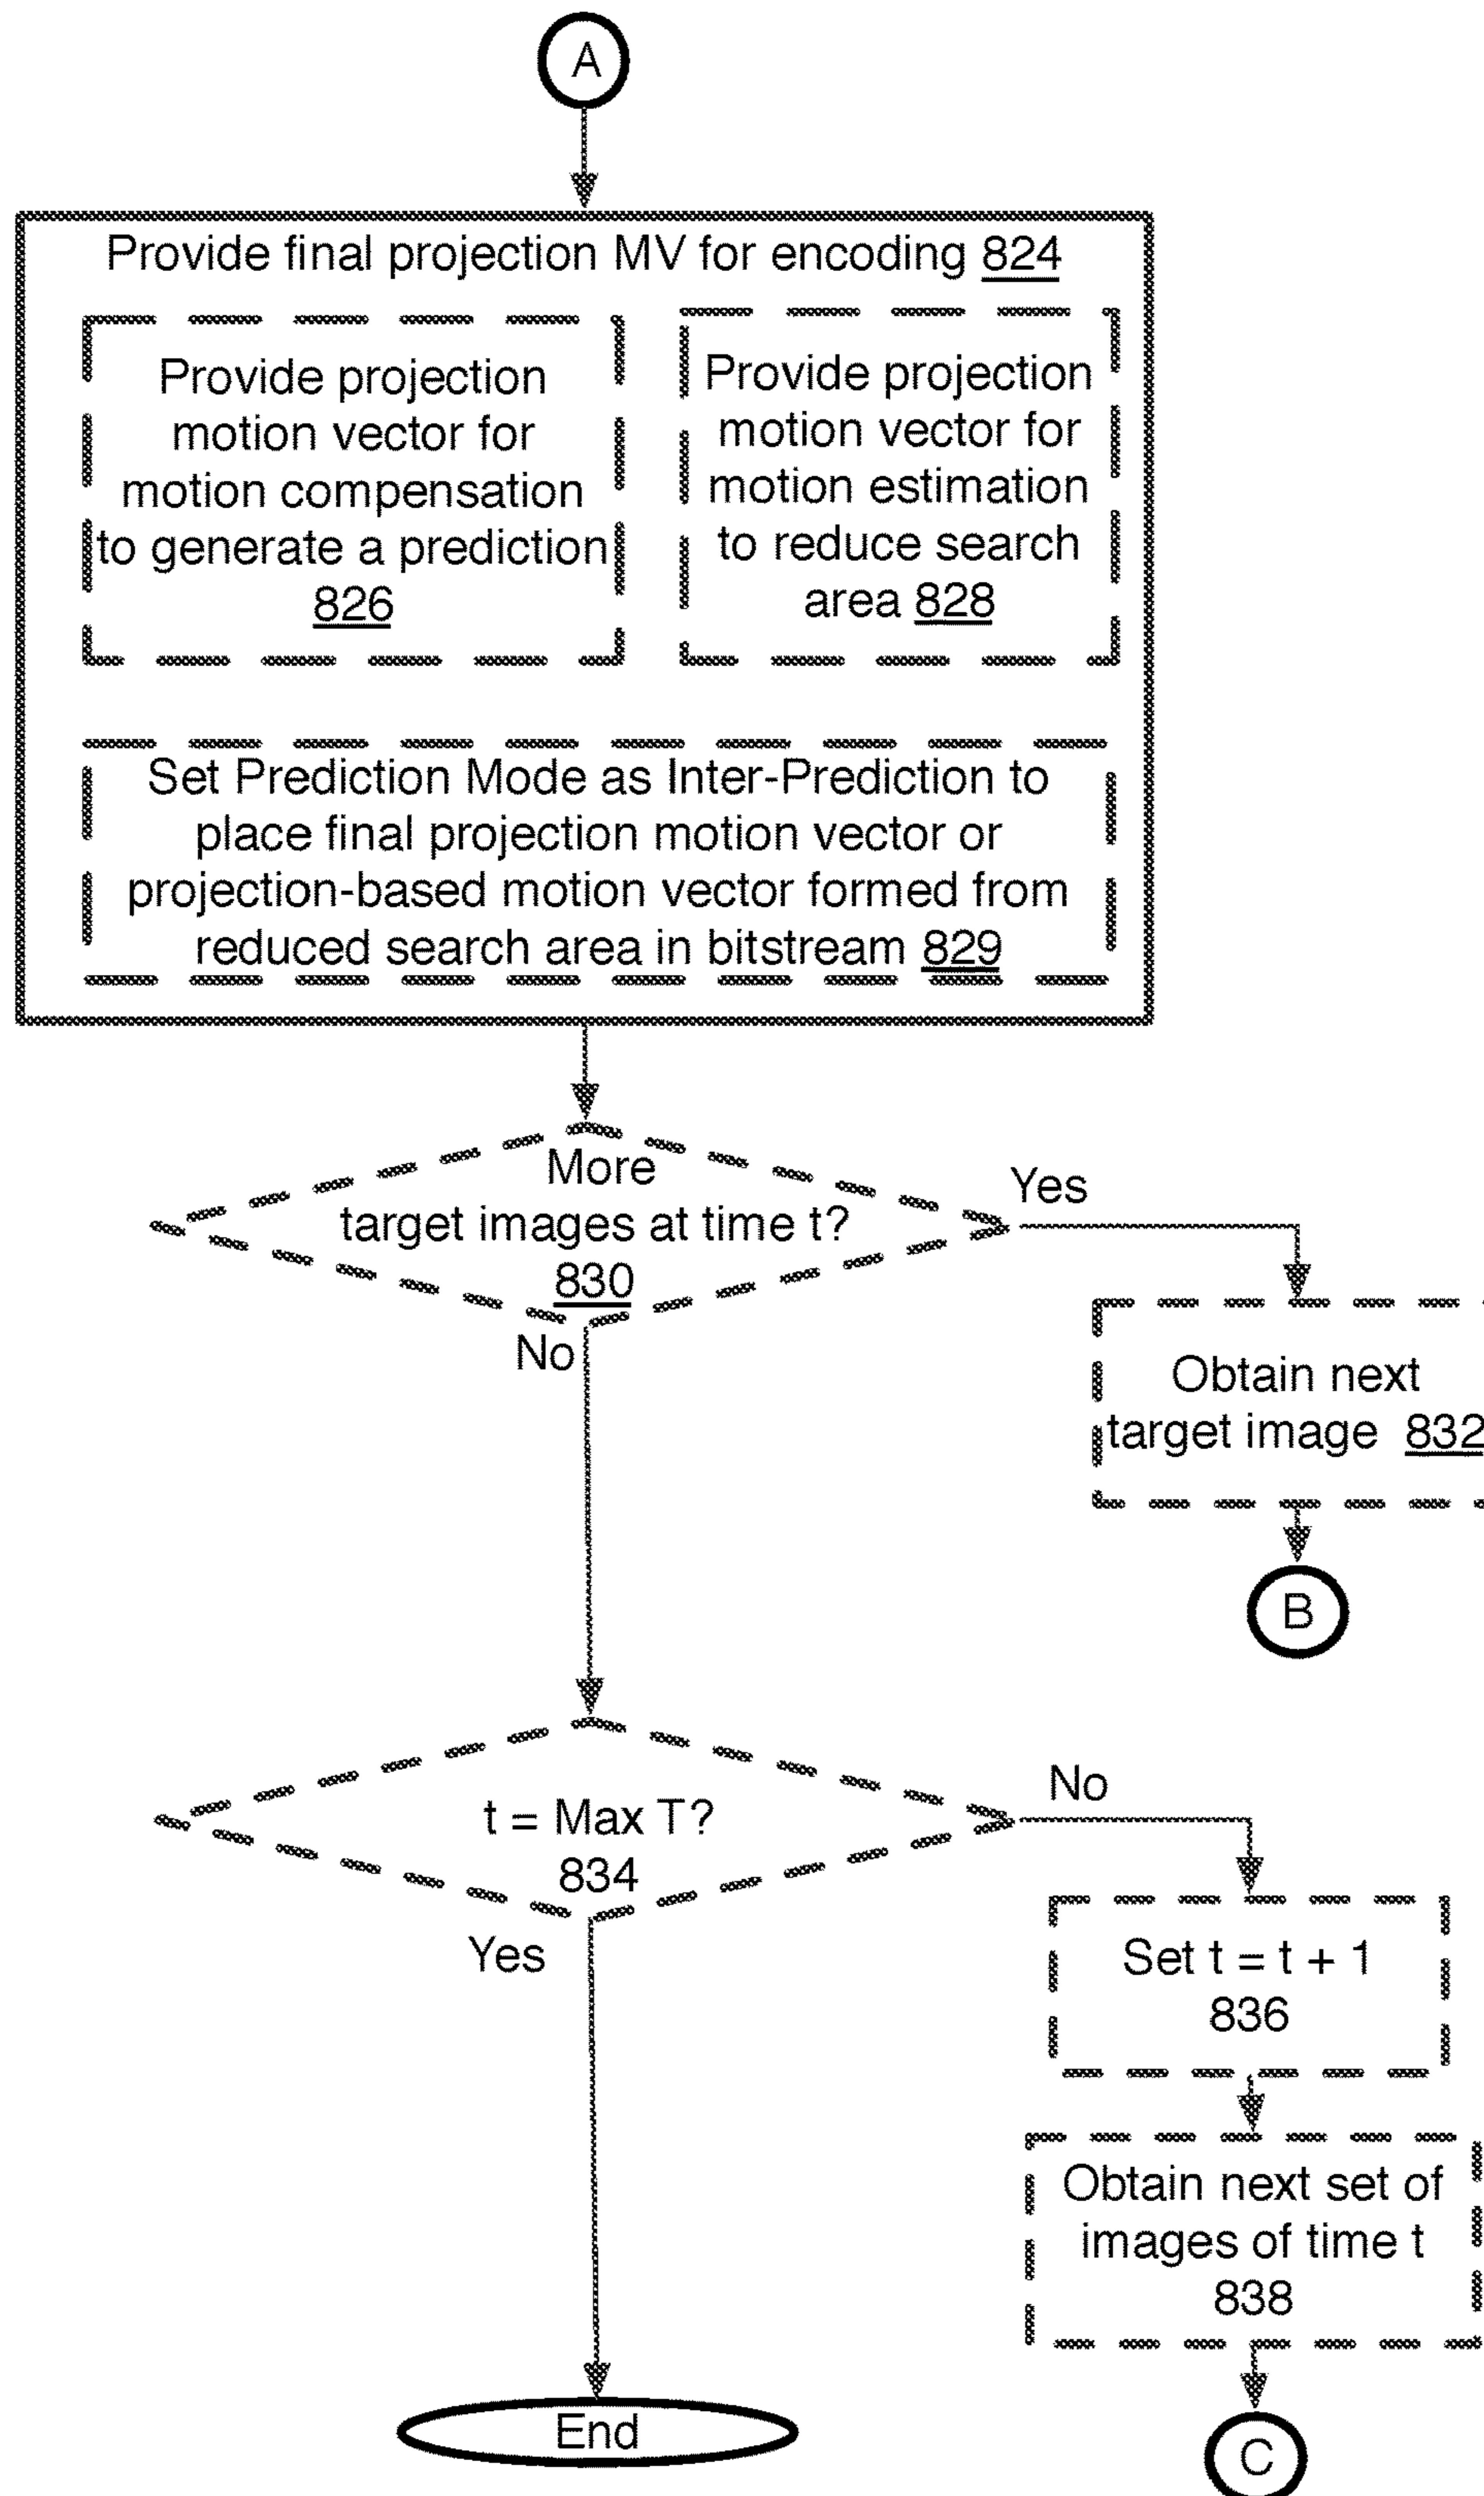 A
Provide final projection MV for encoding 824
Provide projection
motion vector for
motion compensation
to generate a prediction
826
Provide projection
motion vector for
motion estimation
to reduce search
area 828
Set Prediction Mode as Inter-Prediction to
place final projection motion vector or
projection-based motion vector formed from
reduced search area in bitstream 829
More
target images at time t?
830
Yes
No
Obtain next
target image 832
B
t = Max T?
834
No
Yes
Set t = t + 1
836
Obtain next set of
images of time t
838
End
C